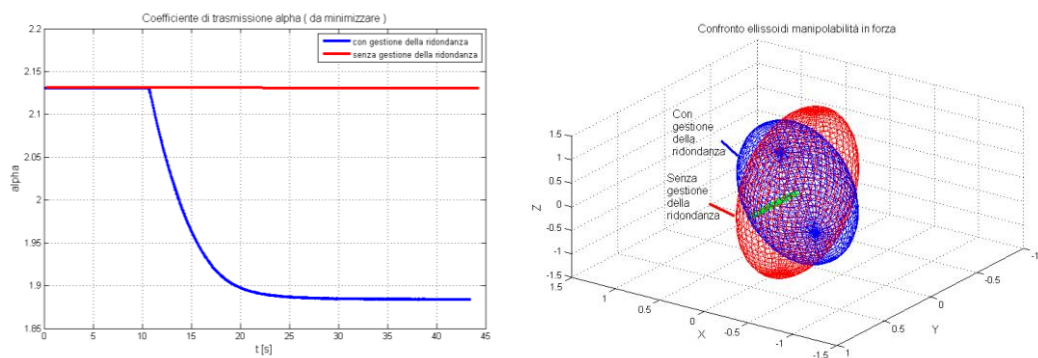 Coefficiente di trasmissione alpha ( da minimizzare )
2.2
2.15
2.1
2.05
2
1.95
1.9
1.85
alpha
con gestione della ridondanza
senza gestione della ridondanza
0
5
10
15
20
25
30
35
40
45
t [s]
Confronto ellissoidi manipolabilità in forza
Con
gestione
della
ridondanza
Senza
gestione
della
ridondanza
Z
1.5
1
0.5
0
-0.5
-1
-1.5
1.5
1
0.5
0
-0.5
-1
-1.5
X
1
0.5
0
-0.5
-1
Y